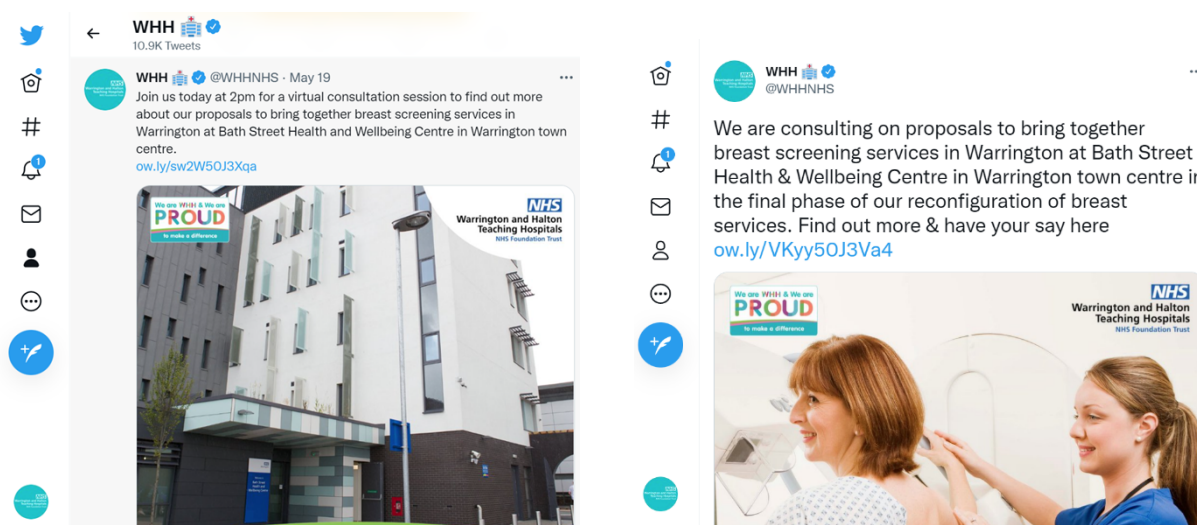 WHH
10.9K Tweets
WHH @WHHNHS · May 19
Join us today at 2pm for a virtual consultation session to find out more
about our proposals to bring together breast screening services in
Warrington at Bath Street Health and Wellbeing Centre in Warrington town
centre.
ow.ly/sw2W50J3Xqa
We are WHH & We are
PROUD
to make a difference
NHS
Warrington and Halton
Teaching Hospitals
NHS Foundation Trust
1
WHH
@WHHNHS
We are consulting on proposals to bring together
breast screening services in Warrington at Bath Street
Health & Wellbeing Centre in Warrington town centre in
the final phase of our reconfiguration of breast
services. Find out more & have your say here
ow.ly/VKyy50J3Va4
We are WHH & We are
PROUD
to make a difference
NHS
Warrington and Halton
Teaching Hospitals
NHS Foundation Trust
1